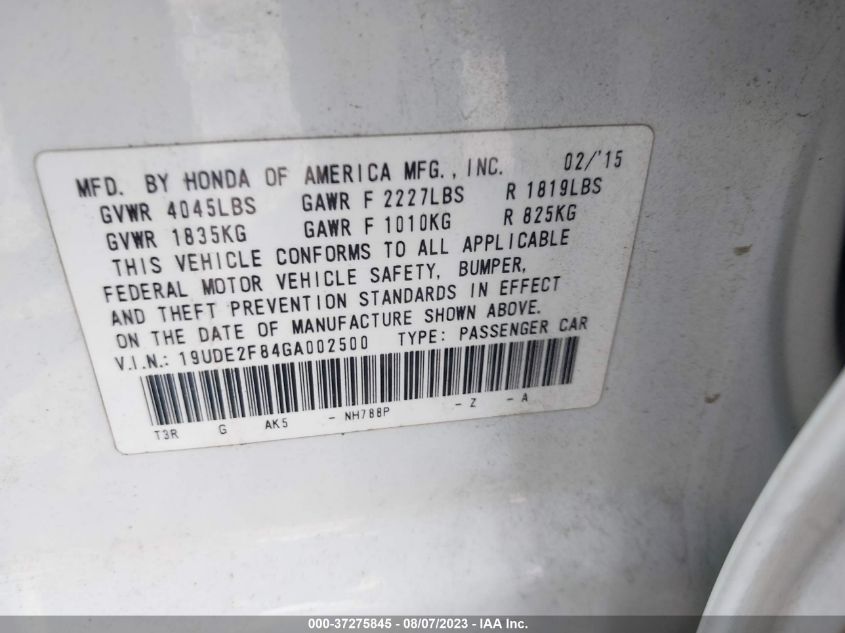 MFD. BY HONDA OF AMERICA MFG., INC. 02/'15
GVWR 4045LBS GAWR F 2227LBS R 1819LBS
GVWR 1835KG GAWR F 1010KG R 825KG
THIS VEHICLE CONFORMS TO ALL APPLICABLE
FEDERAL MOTOR VEHICLE SAFETY, BUMPER,
AND THEFT PREVENTION STANDARDS IN EFFECT
ON THE DATE OF MANUFACTURE SHOWN ABOVE.
V.I.N.: 19UDE2F84GA002500 TYPE: PASSENGER CAR
T3R G AK5 - NH788P - Z - A
000-37275845 - 08/07/2023 - IAA Inc.